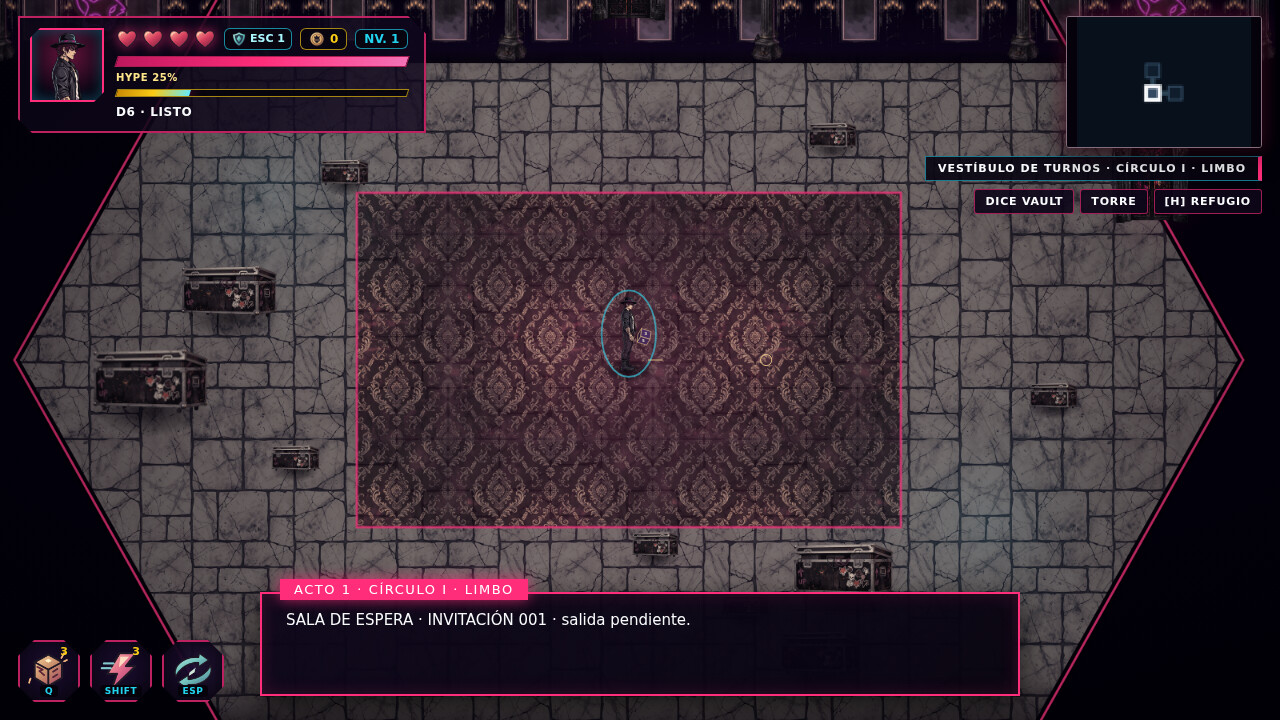 ESC 1
0
NV. 1
HYPE 25%
D6 · LISTO
VESTÍBULO DE TURNOS · CÍRCULO I · LIMBO
DICE VAULT
TORRE
[H] REFUGIO
ACTO 1 · CÍRCULO I · LIMBO
SALA DE ESPERA · INVITACIÓN 001 · salida pendiente.
3
Q
3
SHIFT
ESP